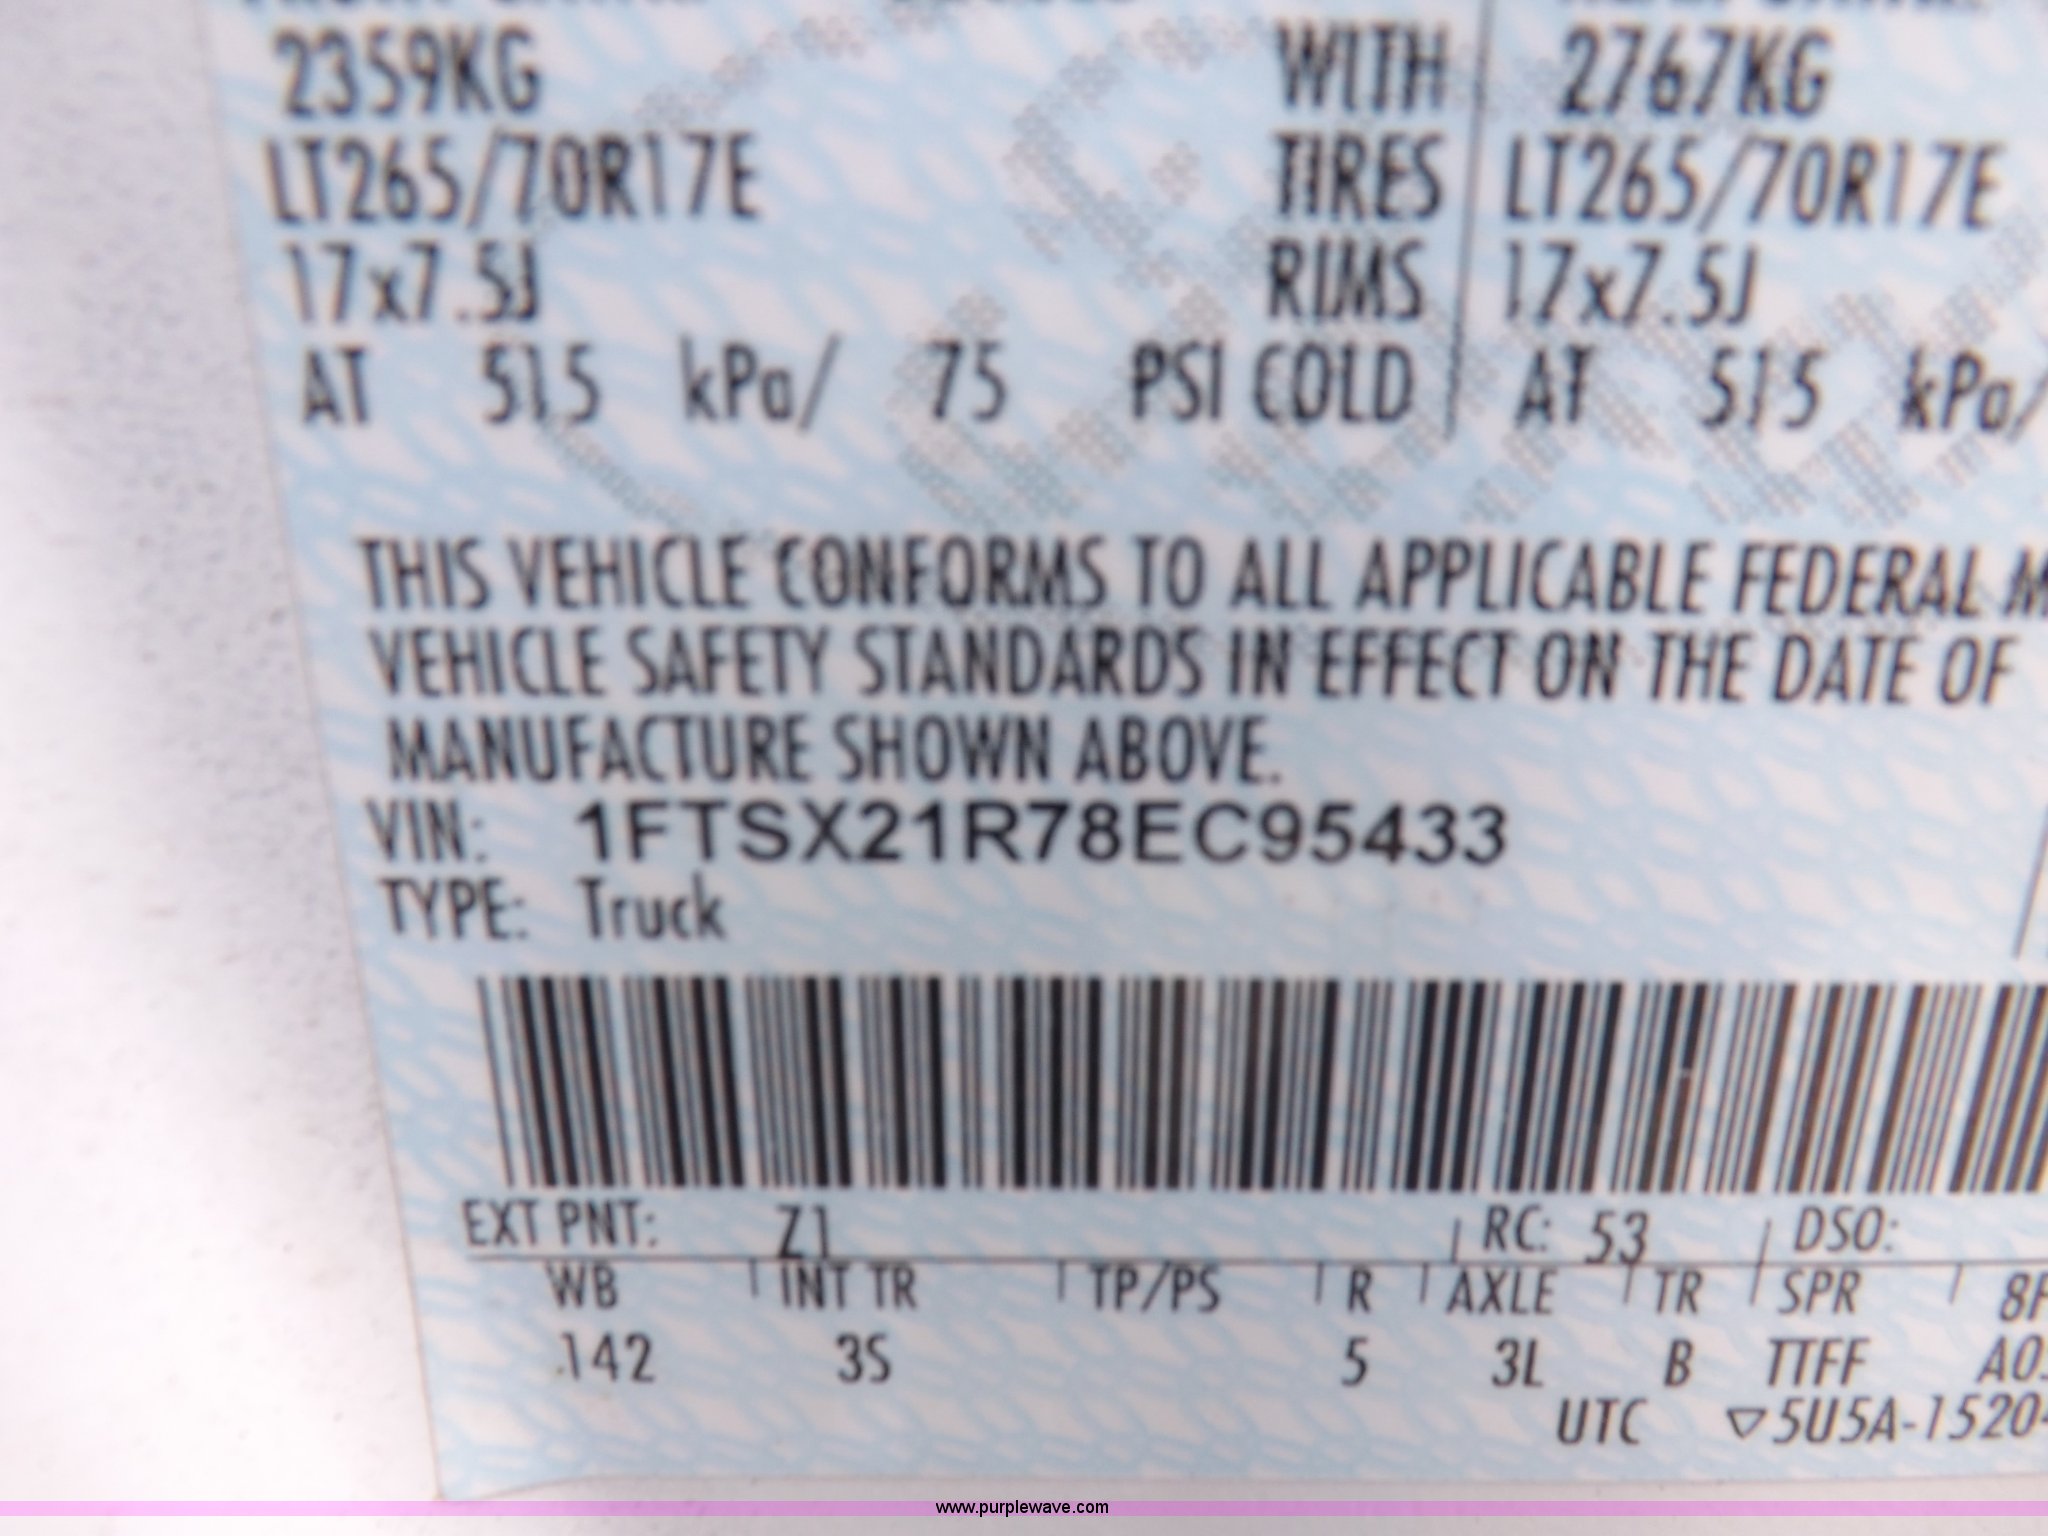 2359KG WITH 2767KG
LT265/70R17E TIRES LT265/70R17E
17x7.5J RIMS 17x7.5J
AT 515 kPa/ 75 PSI COLD AT 515 kPa/
THIS VEHICLE CONFORMS TO ALL APPLICABLE FEDERAL M
VEHICLE SAFETY STANDARDS IN EFFECT ON THE DATE OF
MANUFACTURE SHOWN ABOVE.
VIN: 1FTSX21R78EC95433
TYPE: Truck
EXT PNT: Z1 RC: 53 DSO:
WB INT TR TP/PS R AXLE TR SPR
142 3S 5 3L B TTFF
UTC ▽5U5A-1520
www.purplewave.com